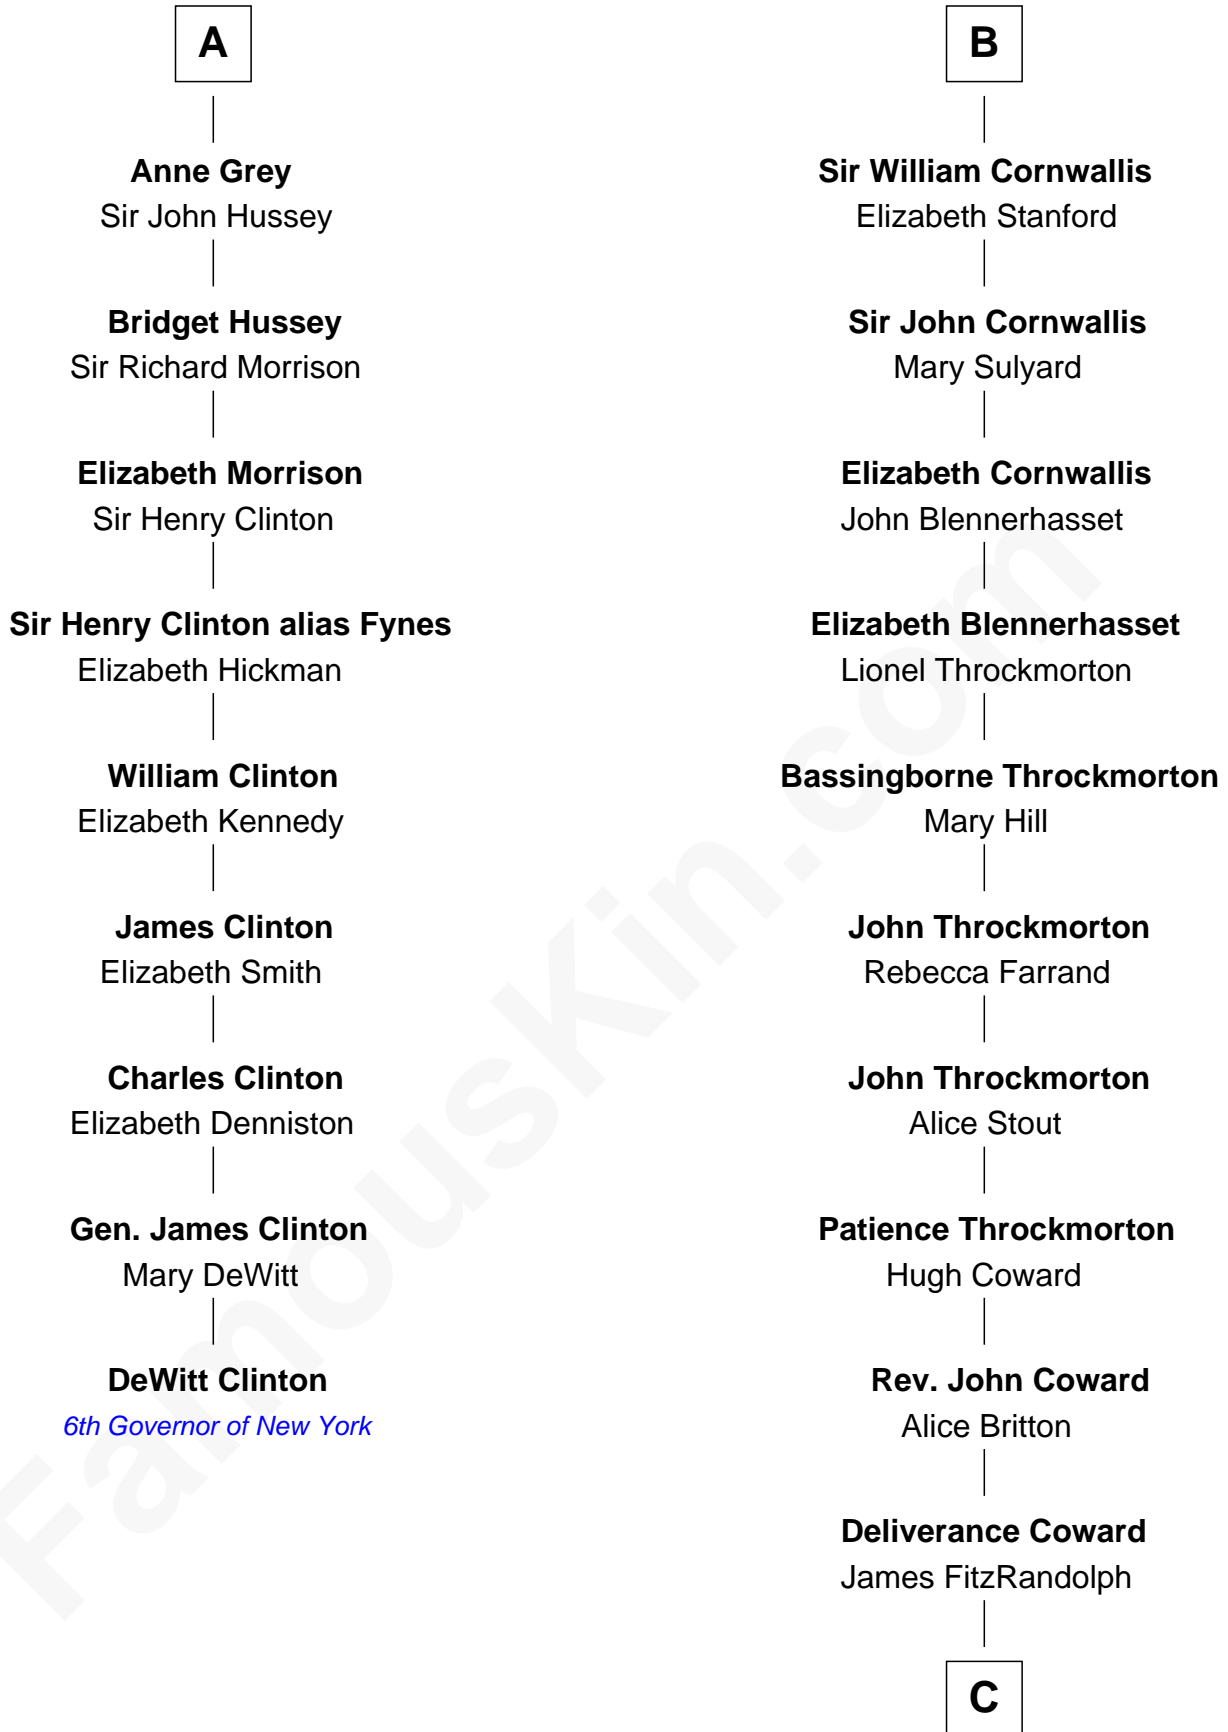 A
Anne Grey
Sir John Hussey
Bridget Hussey
Sir Richard Morrison
Elizabeth Morrison
Sir Henry Clinton
Sir Henry Clinton alias Fynes
Elizabeth Hickman
William Clinton
Elizabeth Kennedy
James Clinton
Elizabeth Smith
Charles Clinton
Elizabeth Denniston
Gen. James Clinton
Mary DeWitt
DeWitt Clinton
6th Governor of New York
B
Sir William Cornwallis
Elizabeth Stanford
Sir John Cornwallis
Mary Sulyard
Elizabeth Cornwallis
John Blennerhasset
Elizabeth Blennerhasset
Lionel Throckmorton
Bassingborne Throckmorton
Mary Hill
John Throckmorton
Rebecca Farrand
John Throckmorton
Alice Stout
Patience Throckmorton
Hugh Coward
Rev. John Coward
Alice Britton
Deliverance Coward
James FitzRandolph
C
FamousKin.com